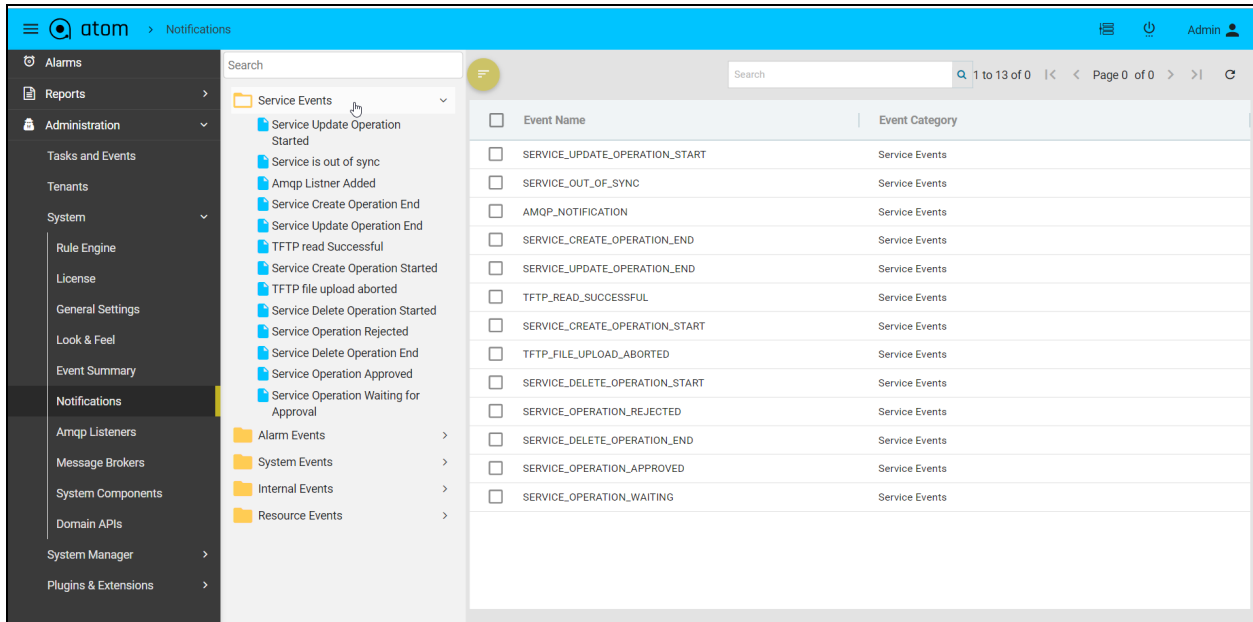 atom > Notifications
Admin
Alarms
Reports
Administration
Tasks and Events
Tenants
System
Rule Engine
License
General Settings
Look & Feel
Event Summary
Notifications
Amqp Listeners
Message Brokers
System Components
Domain APIs
System Manager
Plugins & Extensions
Search
Service Events
Service Update Operation
Started
Service is out of sync
Amqp Listner Added
Service Create Operation End
Service Update Operation End
TFTP read Successful
Service Create Operation Started
TFTP file upload aborted
Service Delete Operation Started
Service Operation Rejected
Service Delete Operation End
Service Operation Approved
Service Operation Waiting for
Approval
Alarm Events
System Events
Internal Events
Resource Events
Search 1 to 13 of 0 Page 0 of 0
Event Name Event Category
SERVICE_UPDATE_OPERATION_START Service Events
SERVICE_OUT_OF_SYNC Service Events
AMQP_NOTIFICATION Service Events
SERVICE_CREATE_OPERATION_END Service Events
SERVICE_UPDATE_OPERATION_END Service Events
TFTP_READ_SUCCESSFUL Service Events
SERVICE_CREATE_OPERATION_START Service Events
TFTP_FILE_UPLOAD_ABORTED Service Events
SERVICE_DELETE_OPERATION_START Service Events
SERVICE_OPERATION_REJECTED Service Events
SERVICE_DELETE_OPERATION_END Service Events
SERVICE_OPERATION_APPROVED Service Events
SERVICE_OPERATION_WAITING Service Events